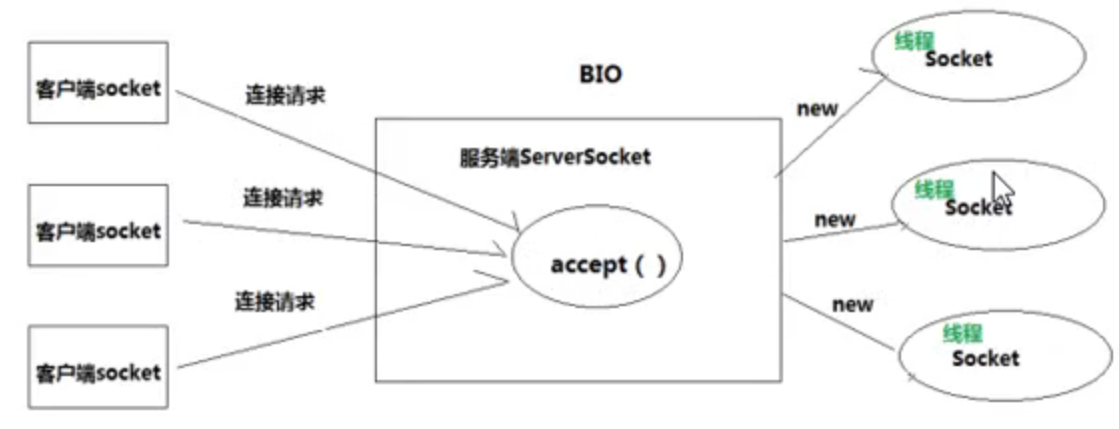 BIO
客户端socket
连接请求
客户端socket
连接请求
客户端socket
连接请求
服务端ServerSocket
accept（ ）
new
线程
Socket
new
线程
Socket
new
线程
Socket